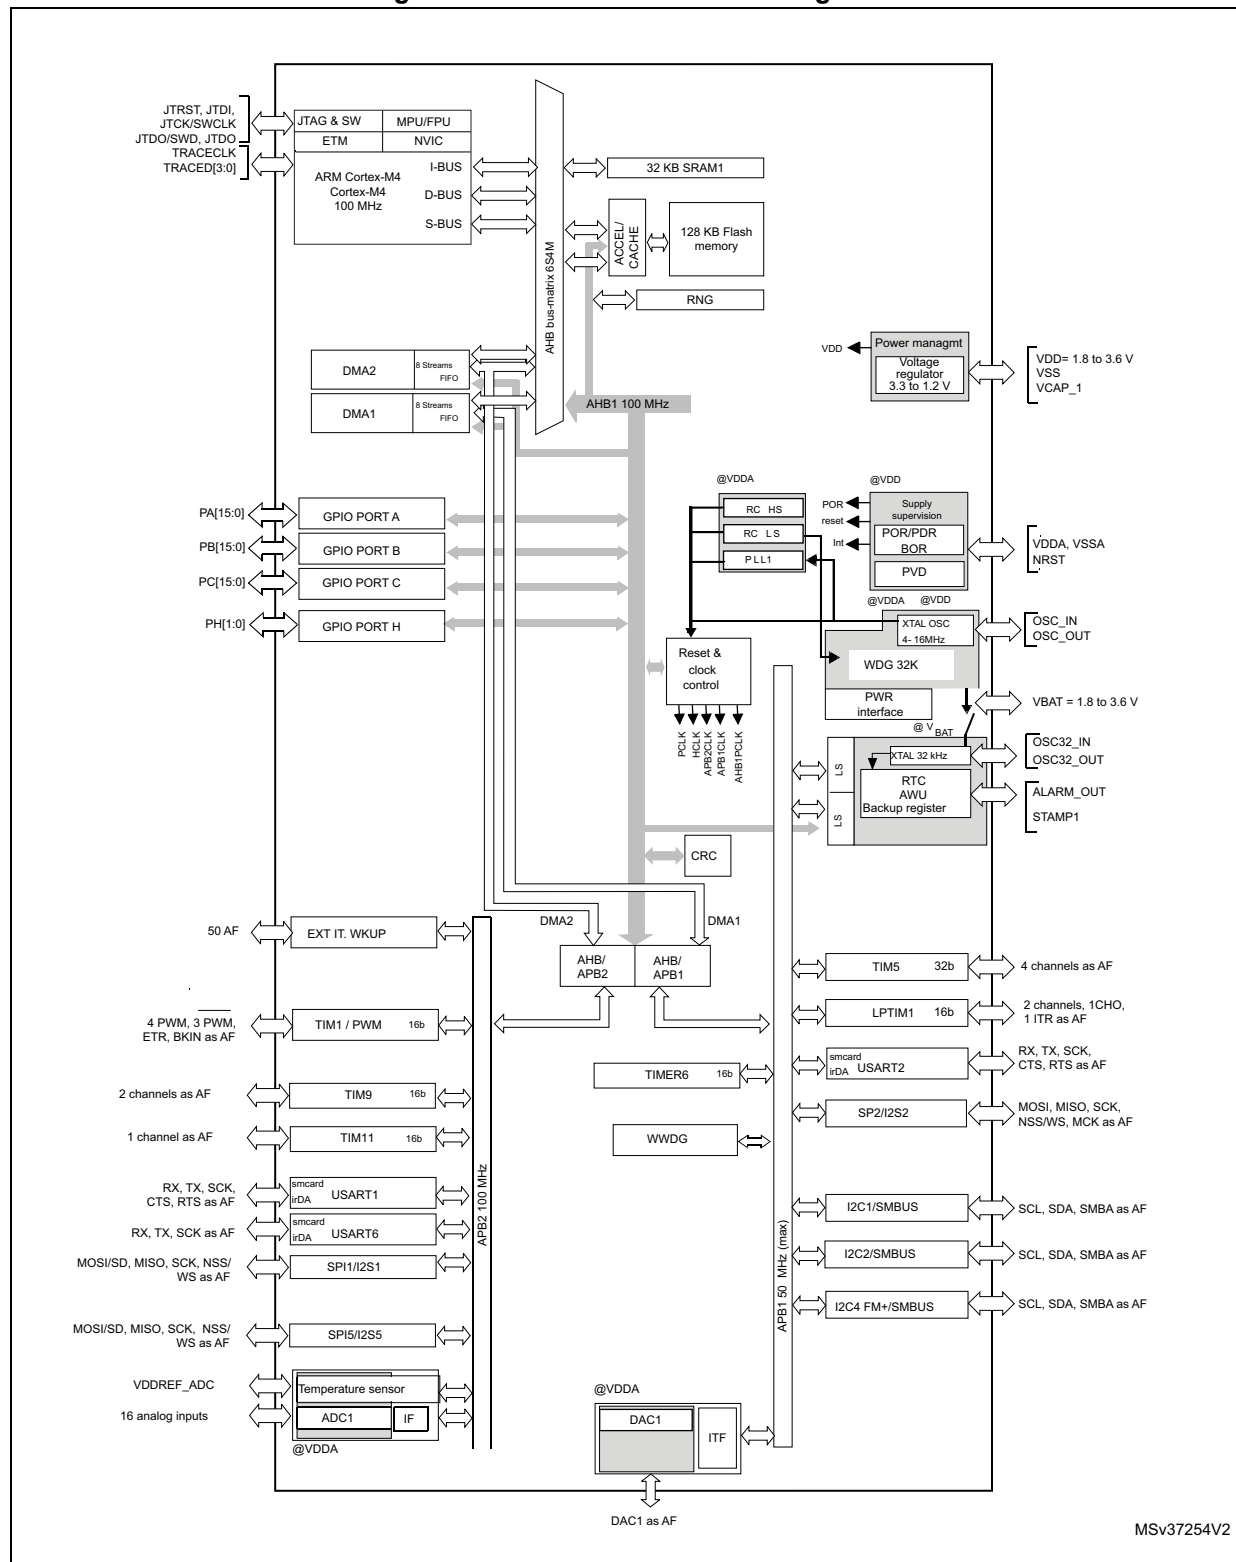 JTRST, JTDI,
JTCK/SWCLK
JTDO/SWD, JTDO
TRACECLK
TRACED[3:0]
JTAG & SW
MPU/FPU
ETM
NVIC
ARM Cortex-M4
Cortex-M4
100 MHz
I-BUS
D-BUS
S-BUS
AHB bus-matrix 6S4M
32 KB SRAM1
ACCEL/
CACHE
128 KB Flash
memory
RNG
DMA2
8 Streams
FIFO
DMA1
8 Streams
FIFO
AHB1 100 MHz
VDD
Power managmt
Voltage
regulator
3.3 to 1.2 V
VDD= 1.8 to 3.6 V
VSS
VCAP_1
@VDDA
RC HS
RC LS
PLL1
@VDD
POR
reset
Int
Supply
supervision
POR/PDR
BOR
PVD
VDDA, VSSA
NRST
PA[15:0]
GPIO PORT A
PB[15:0]
GPIO PORT B
PC[15:0]
GPIO PORT C
PH[1:0]
GPIO PORT H
@VDDA
@VDD
XTAL OSC
4- 16MHz
OSC_IN
OSC_OUT
WDG 32K
PWR
interface
VBAT = 1.8 to 3.6 V
Reset &
clock
control
PCLK
HCLK
APB2CLK
APB1CLK
AHB1PCLK
@ VBAT
LS
LS
XTAL 32 kHz
RTC
AWU
Backup register
OSC32_IN
OSC32_OUT
ALARM_OUT
STAMP1
CRC
DMA2
DMA1
AHB/
APB2
AHB/
APB1
50 AF
EXT IT. WKUP
4 PWM, 3 PWM,
ETR, BKIN as AF
TIM1 / PWM
16b
2 channels as AF
TIM9
16b
1 channel as AF
TIM11
16b
RX, TX, SCK,
CTS, RTS as AF
smcard
irDA
USART1
RX, TX, SCK as AF
smcard
irDA
USART6
MOSI/SD, MISO, SCK, NSS/
WS as AF
SPI1/I2S1
MOSI/SD, MISO, SCK, NSS/
WS as AF
SPI5/I2S5
VDDREF_ADC
Temperature sensor
16 analog inputs
ADC1
IF
@VDDA
APB2 100 MHz
TIMER6
16b
WWDG
@VDDA
DAC1
ITF
DAC1 as AF
APB1 50 MHz (max)
TIM5
32b
4 channels as AF
LPTIM1
16b
2 channels, 1CHO,
1 ITR as AF
smcard
irDA
USART2
RX, TX, SCK,
CTS, RTS as AF
SP2/I2S2
MOSI, MISO, SCK,
NSS/WS, MCK as AF
I2C1/SMBUS
SCL, SDA, SMBA as AF
I2C2/SMBUS
SCL, SDA, SMBA as AF
I2C4 FM+/SMBUS
SCL, SDA, SMBA as AF
MSv37254V2